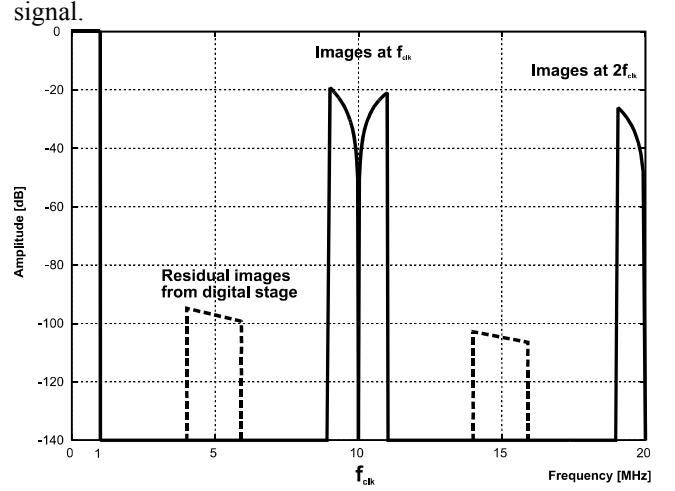 signal.
0
-20
-40
-60
-80
-100
-120
-140
Amplitude [dB]
Images at fclk
Images at 2fclk
Residual images
from digital stage
0 1 5 10 15 20
fclk
Frequency [MHz]